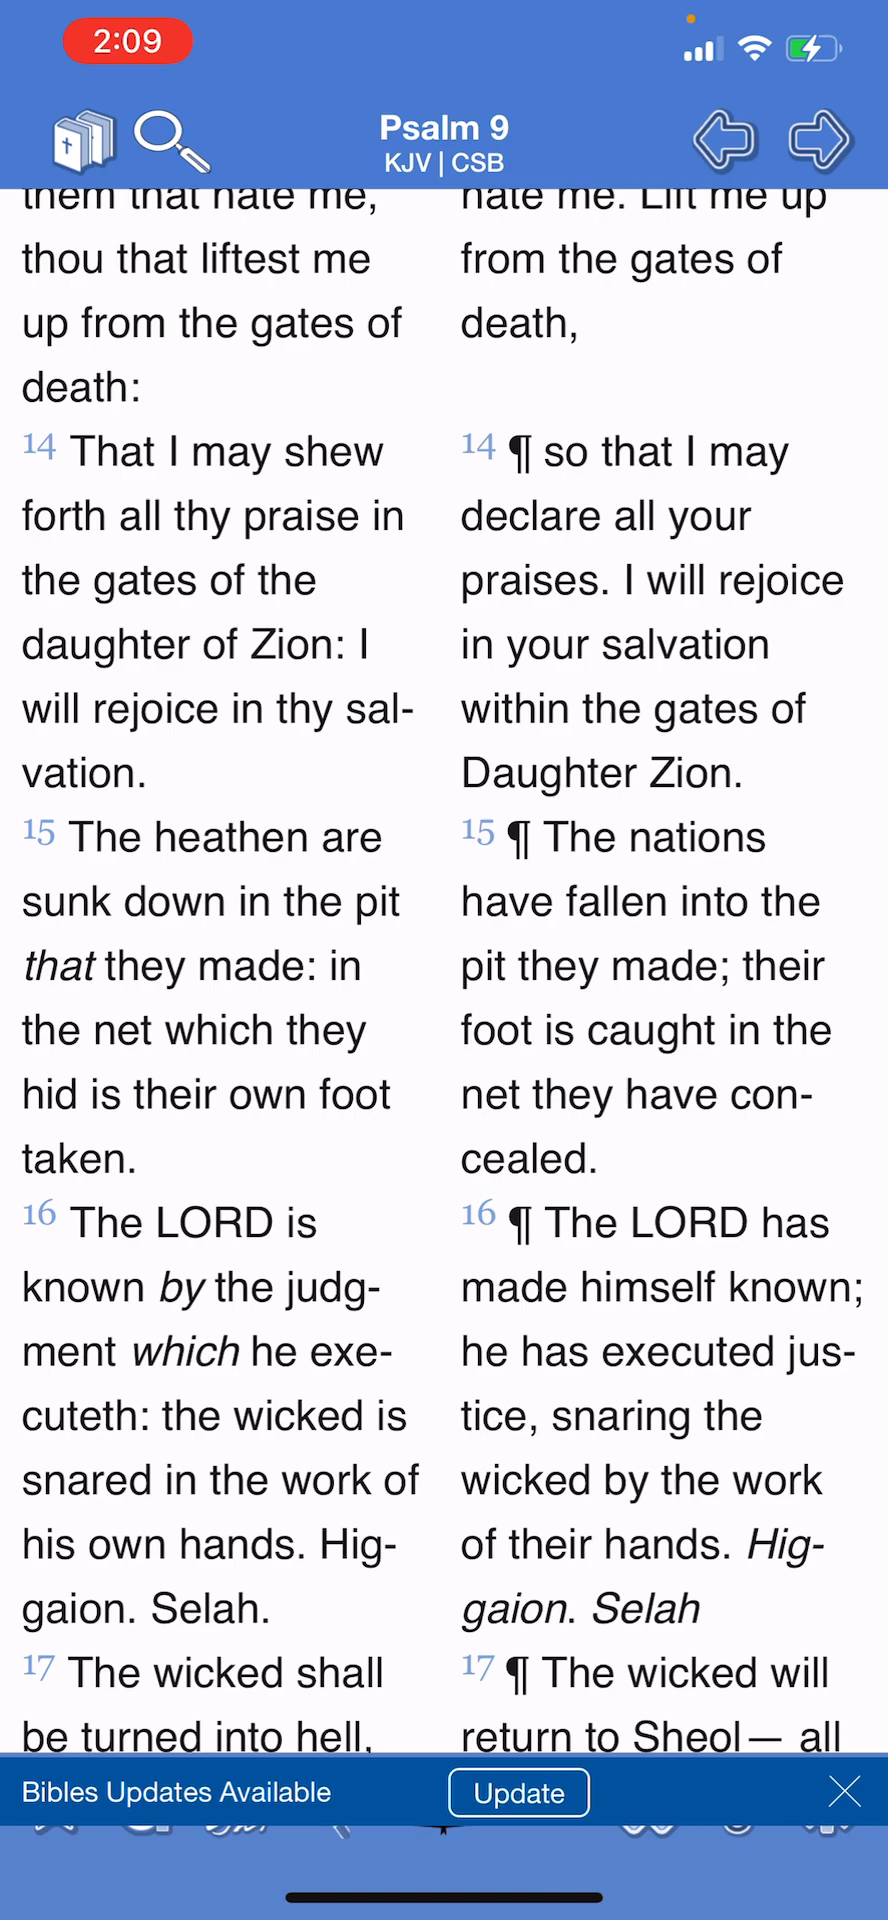 2:09
Psalm 9
KJV | CSB
them that hate me,
thou that liftest me
up from the gates of
death:
14 That I may shew
forth all thy praise in
the gates of the
daughter of Zion: I
will rejoice in thy sal-
vation.
15 The heathen are
sunk down in the pit
that they made: in
the net which they
hid is their own foot
taken.
16 The LORD is
known by the judg-
ment which he exe-
cuteth: the wicked is
snared in the work of
his own hands. Hig-
gaion. Selah.
17 The wicked shall
be turned into hell,
hate me. Lift me up
from the gates of
death,
14 ¶ so that I may
declare all your
praises. I will rejoice
in your salvation
within the gates of
Daughter Zion.
15 ¶ The nations
have fallen into the
pit they made; their
foot is caught in the
net they have con-
cealed.
16 ¶ The LORD has
made himself known;
he has executed jus-
tice, snaring the
wicked by the work
of their hands. Hig-
gaion. Selah
17 ¶ The wicked will
return to Sheol— all
Bibles Updates Available
Update